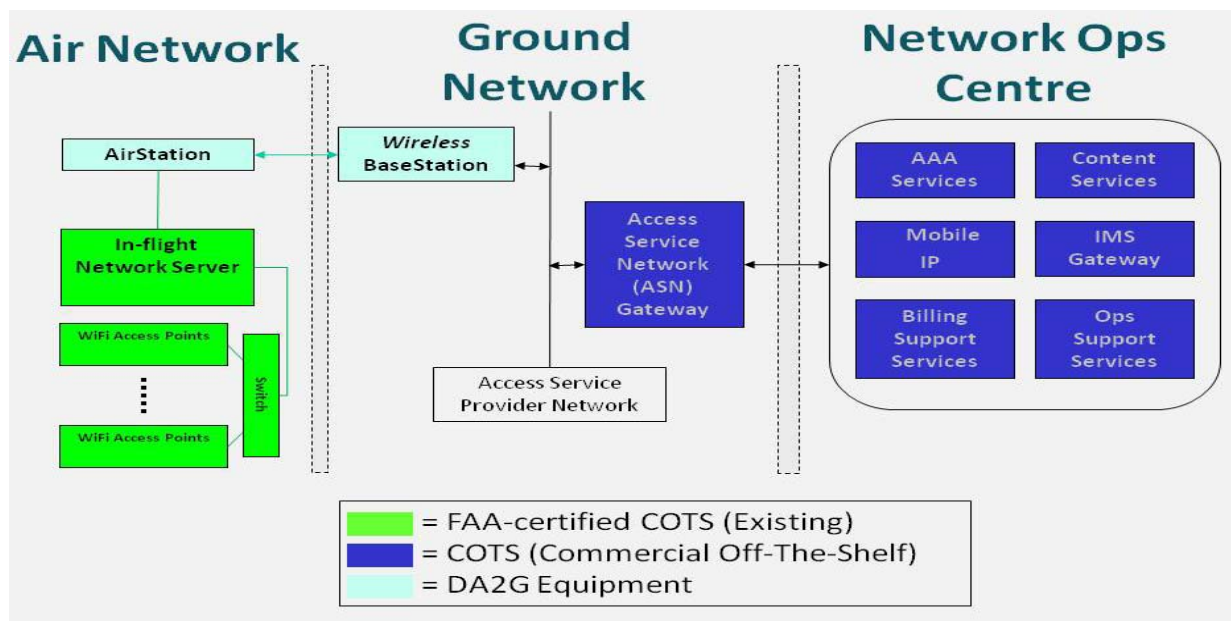 Air Network
Ground
Network
Network Ops
Centre
AirStation
In-flight
Network Server
WiFi Access Points
WiFi Access Points
Switch
Wireless
BaseStation
Access
Service
Network
(ASN)
Gateway
Access Service
Provider Network
AAA
Services
Content
Services
Mobile
IP
IMS
Gateway
Billing
Support
Services
Ops
Support
Services
= FAA-certified COTS (Existing)
= COTS (Commercial Off-The-Shelf)
= DA2G Equipment